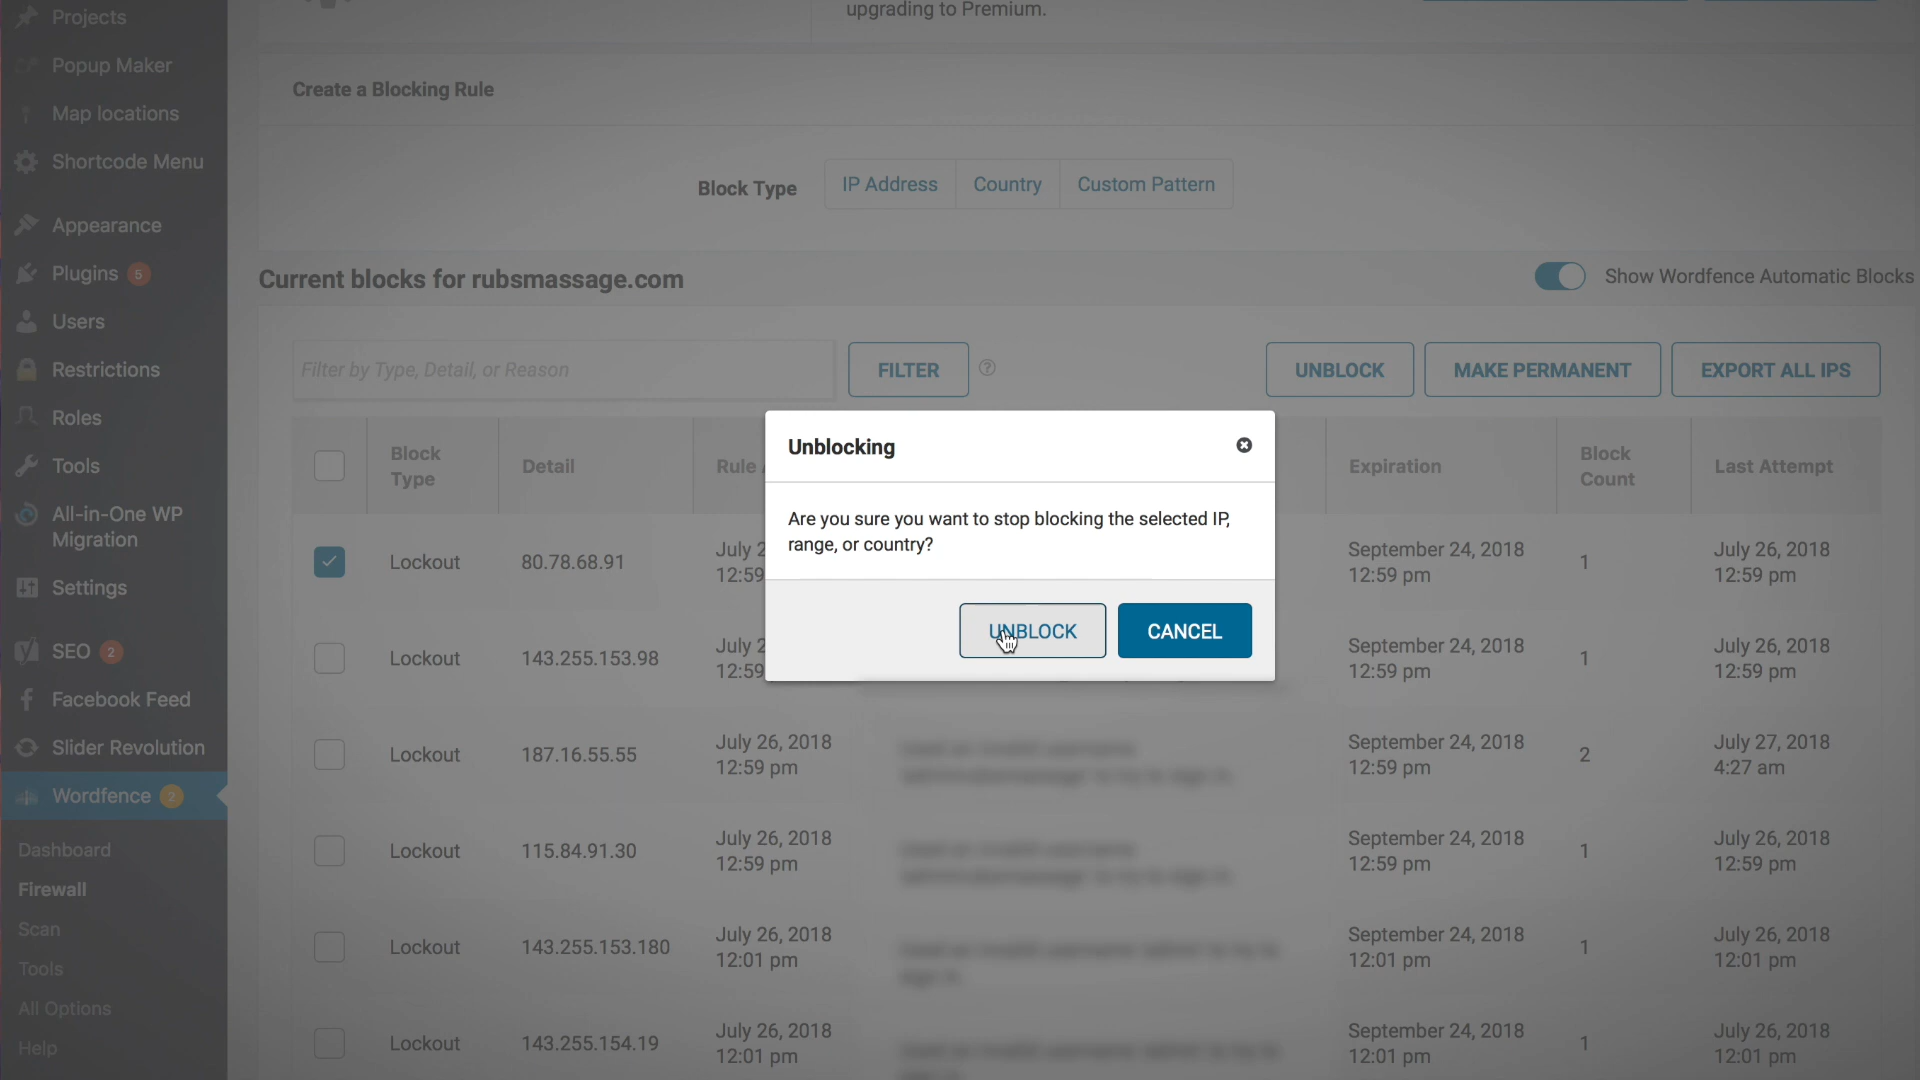 Projects
Popup Maker
Map locations
Shortcode Menu
Appearance
Plugins 5
Users
Restrictions
Roles
Tools
All-in-One WP
Migration
Settings
SEO 2
Facebook Feed
Slider Revolution
Wordfence 2
Dashboard
Firewall
Scan
Tools
All Options
Help
upgrading to Premium.
Create a Blocking Rule
Block Type IP Address Country Custom Pattern
Current blocks for rubsmassage.com
Show Wordfence Automatic Blocks
Filter by Type, Detail, or Reason FILTER ? UNBLOCK MAKE PERMANENT EXPORT ALL IPS
Block
Type
Detail
Rule
Expiration
Block
Count
Last Attempt
Lockout
80.78.68.91
July 2
12:59
September 24, 2018
12:59 pm
1
July 26, 2018
12:59 pm
Lockout
143.255.153.98
July 2
12:59
September 24, 2018
12:59 pm
1
July 26, 2018
12:59 pm
Lockout
187.16.55.55
July 26, 2018
12:59 pm
September 24, 2018
12:59 pm
2
July 27, 2018
4:27 am
Lockout
115.84.91.30
July 26, 2018
12:59 pm
September 24, 2018
12:59 pm
1
July 26, 2018
12:59 pm
Lockout
143.255.153.180
July 26, 2018
12:01 pm
September 24, 2018
12:01 pm
1
July 26, 2018
12:01 pm
Lockout
143.255.154.19
July 26, 2018
12:01 pm
September 24, 2018
12:01 pm
1
July 26, 2018
12:01 pm
Unblocking
Are you sure you want to stop blocking the selected IP,
range, or country?
UNBLOCK CANCEL